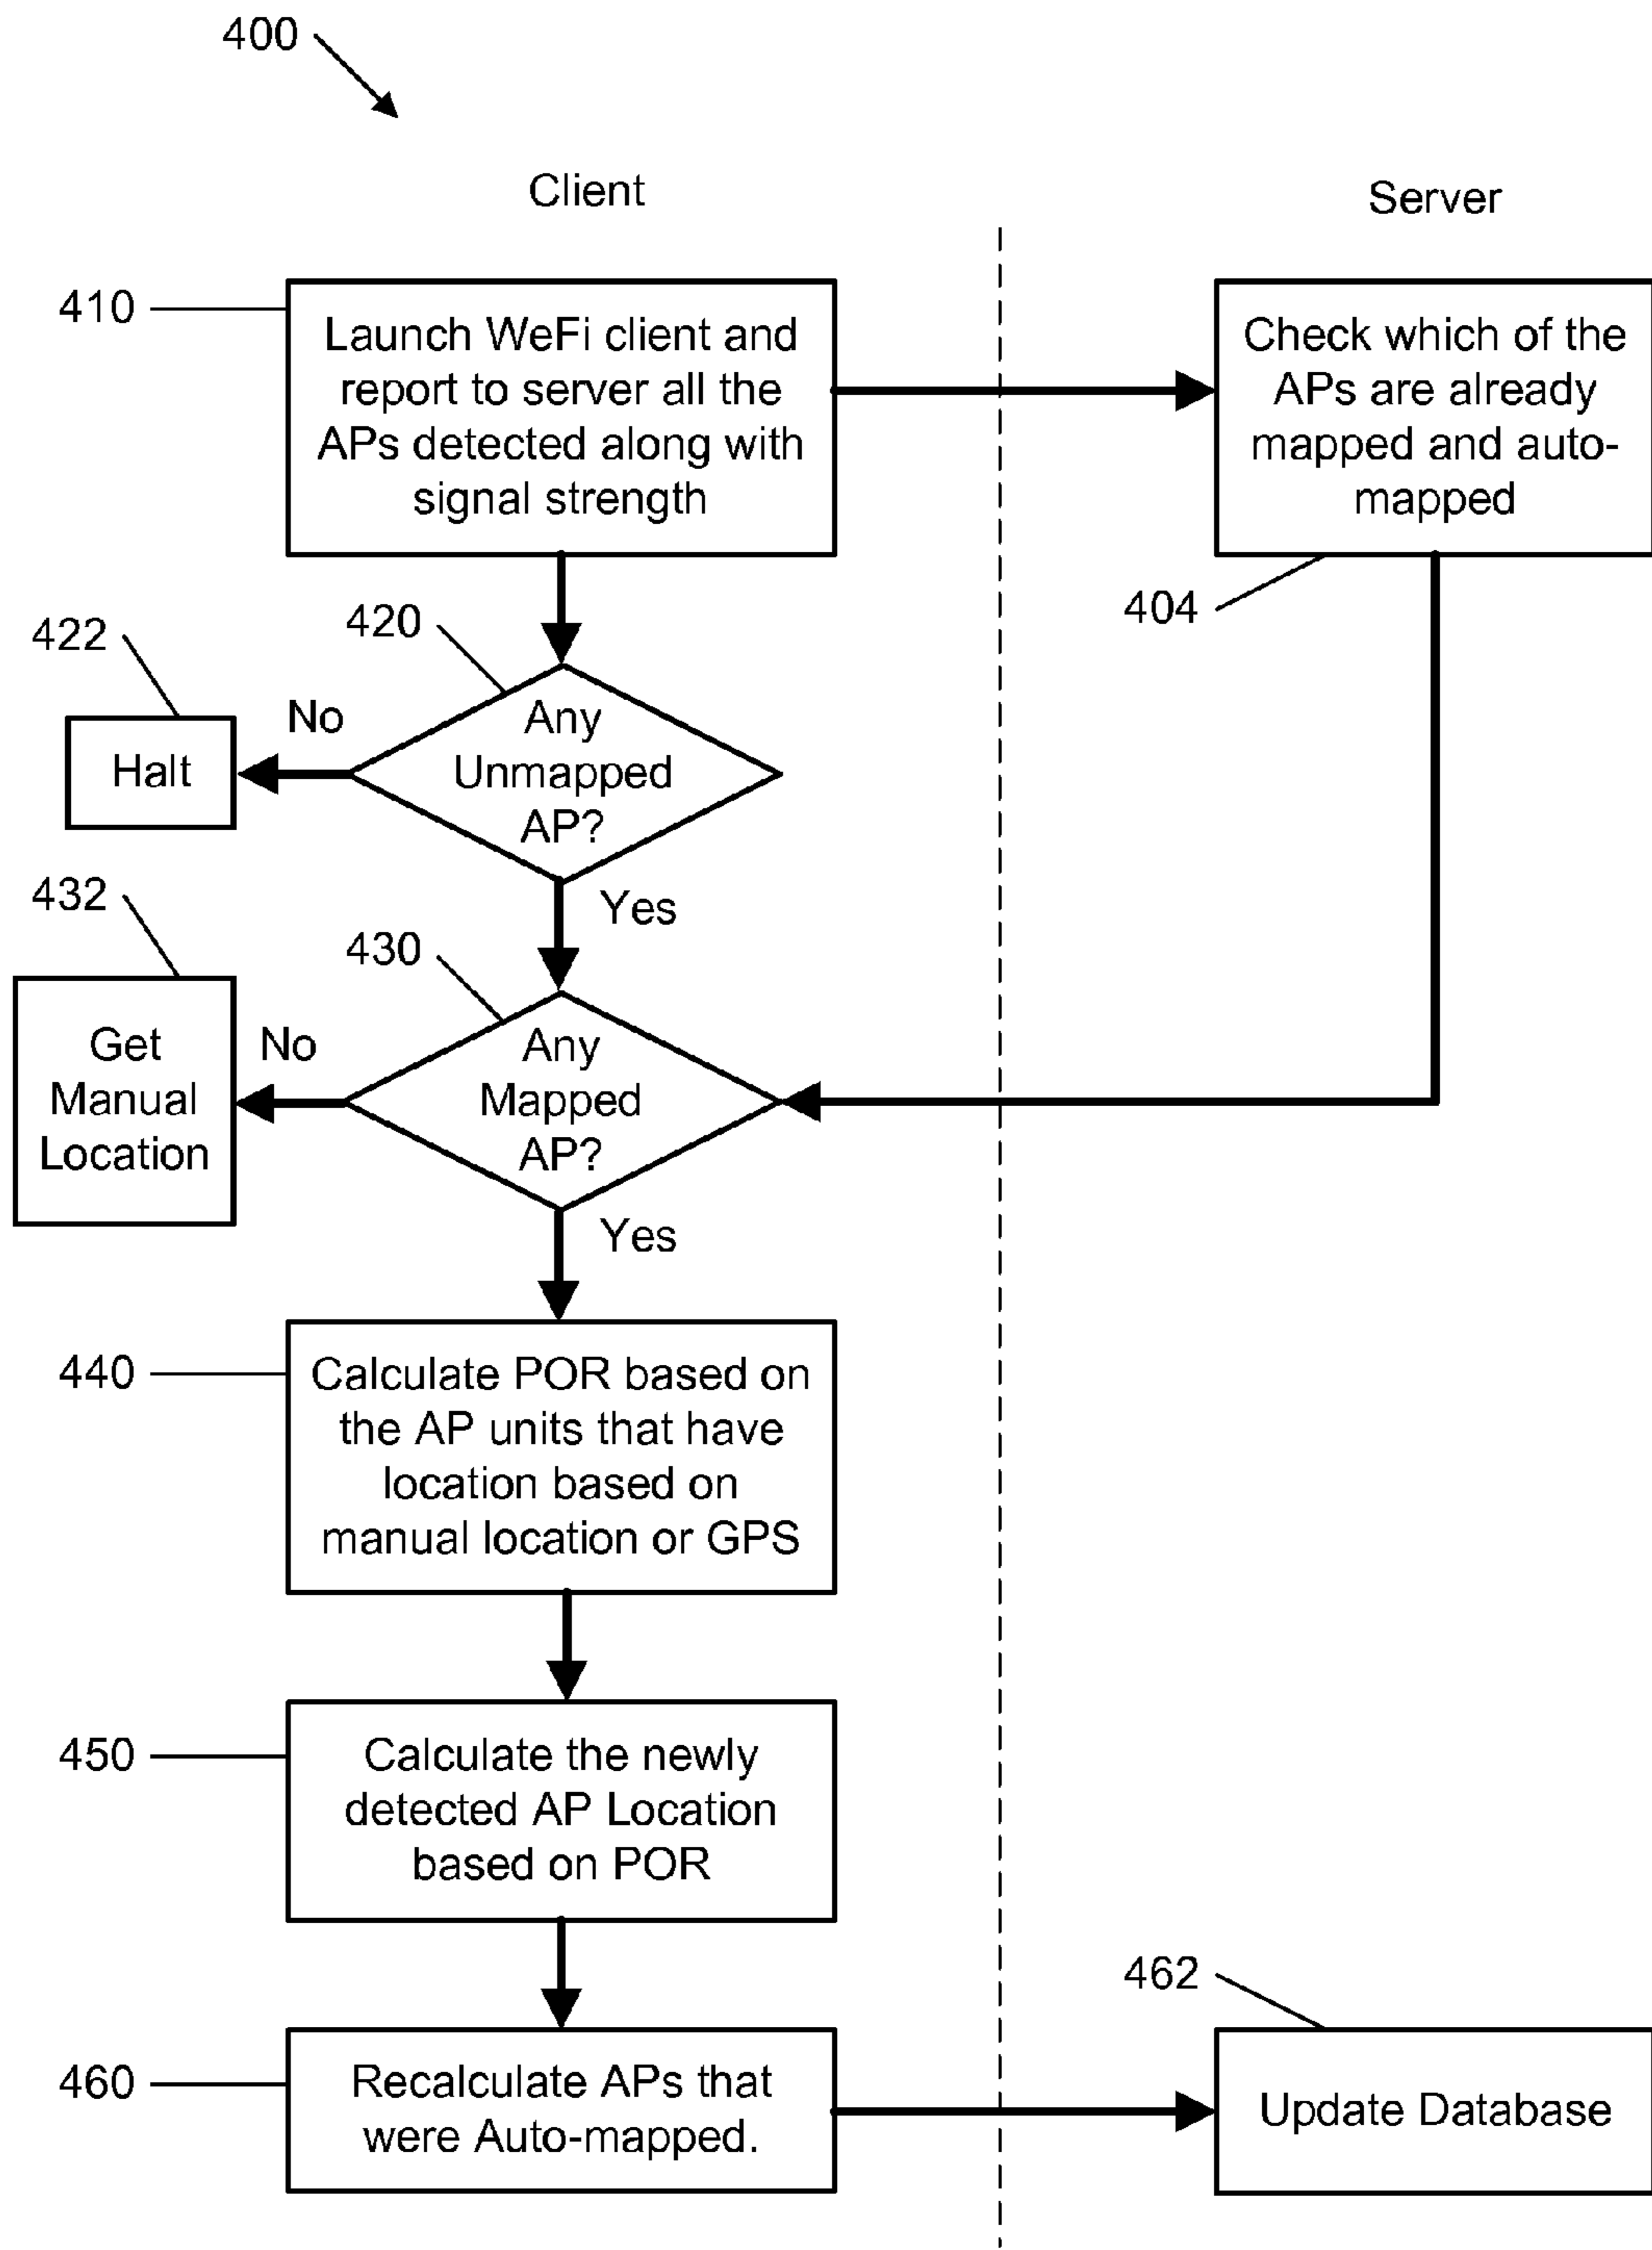 400
Client
Server
410
Launch WeFi client and
report to server all the
APs detected along with
signal strength
Check which of the
APs are already
mapped and auto-
mapped
404
420
422
No
Halt
Any
Unmapped
AP?
Yes
432
430
Get
Manual
Location
No
Any
Mapped
AP?
Yes
440
Calculate POR based on
the AP units that have
location based on
manual location or GPS
450
Calculate the newly
detected AP Location
based on POR
462
460
Recalculate APs that
were Auto-mapped.
Update Database